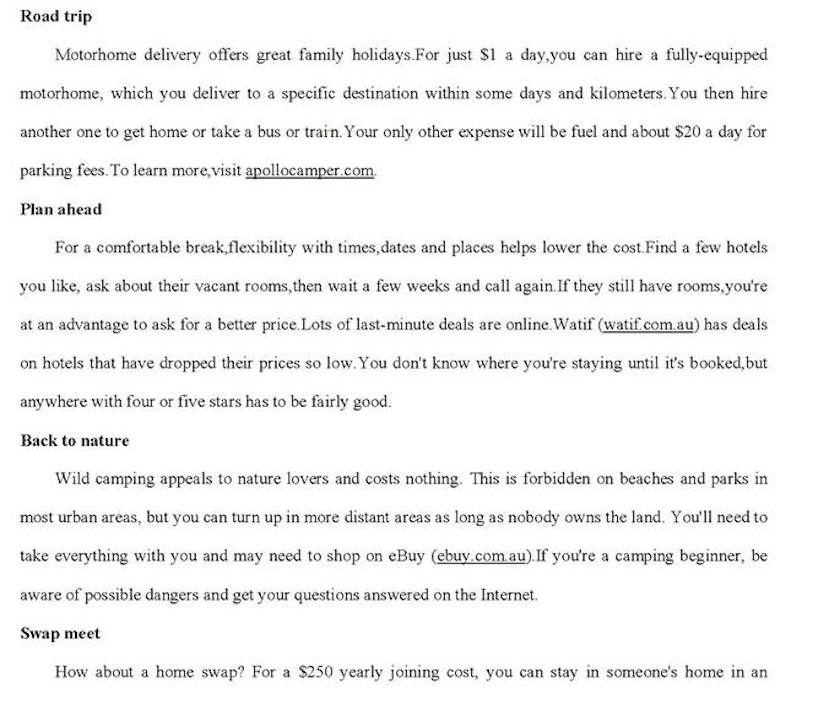 Road trip
Motorhome delivery offers great family holidays.For just $1 a day,you can hire a fully-equipped
motorhome, which you deliver to a specific destination within some days and kilometers.You then hire
another one to get home or take a bus or train.Your only other expense will be fuel and about $20 a day for
parking fees.To learn more,visit apollocamper.com.
Plan ahead
For a comfortable break,flexibility with times,dates and places helps lower the cost.Find a few hotels
you like, ask about their vacant rooms,then wait a few weeks and call again.If they still have rooms,you're
at an advantage to ask for a better price.Lots of last-minute deals are online.Watif (watif.com.au) has deals
on hotels that have dropped their prices so low.You don't know where you're staying until it's booked,but
anywhere with four or five stars has to be fairly good.
Back to nature
Wild camping appeals to nature lovers and costs nothing. This is forbidden on beaches and parks in
most urban areas, but you can turn up in more distant areas as long as nobody owns the land. You'll need to
take everything with you and may need to shop on eBuy (ebuy.com.au).If you're a camping beginner, be
aware of possible dangers and get your questions answered on the Internet.
Swap meet
How about a home swap? For a $250 yearly joining cost, you can stay in someone's home in an